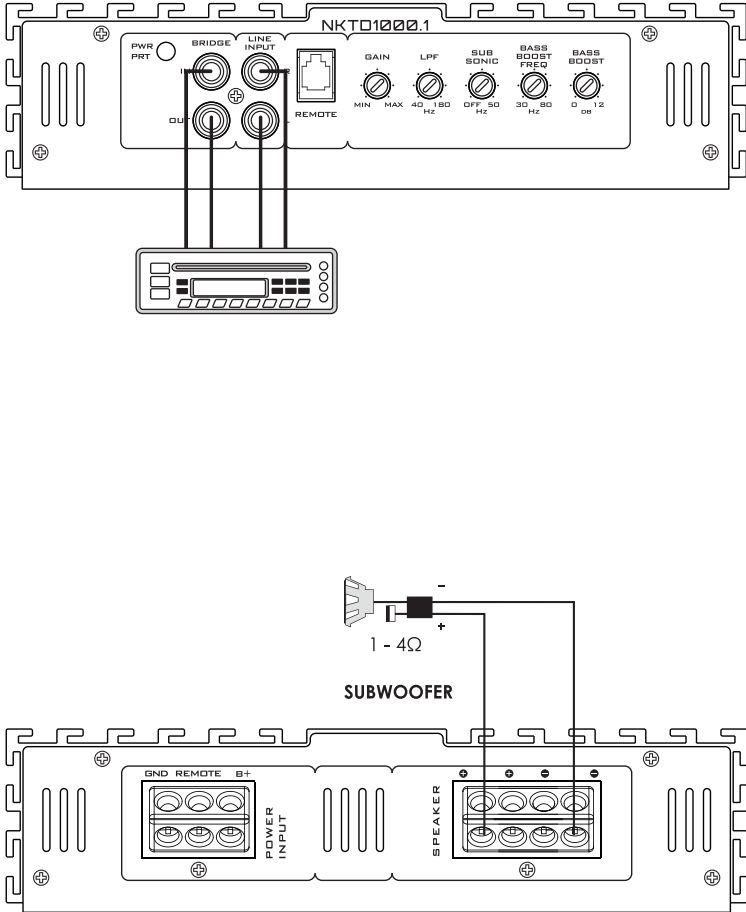 NKTD1000.1
PWR
PRT
BRIDGE
LINE
INPUT
REMOTE
OUT
GAIN
MIN MAX
LPF
40 180
Hz
SUB
SONIC
OFF 50
Hz
BASS
BOOST
FREQ
30 80
Hz
BASS
BOOST
0 12
DB
- 
+
1 - 4Ω
SUBWOOFER
GND REMOTE B+
POWER
INPUT
SPEAKER
+ + - -